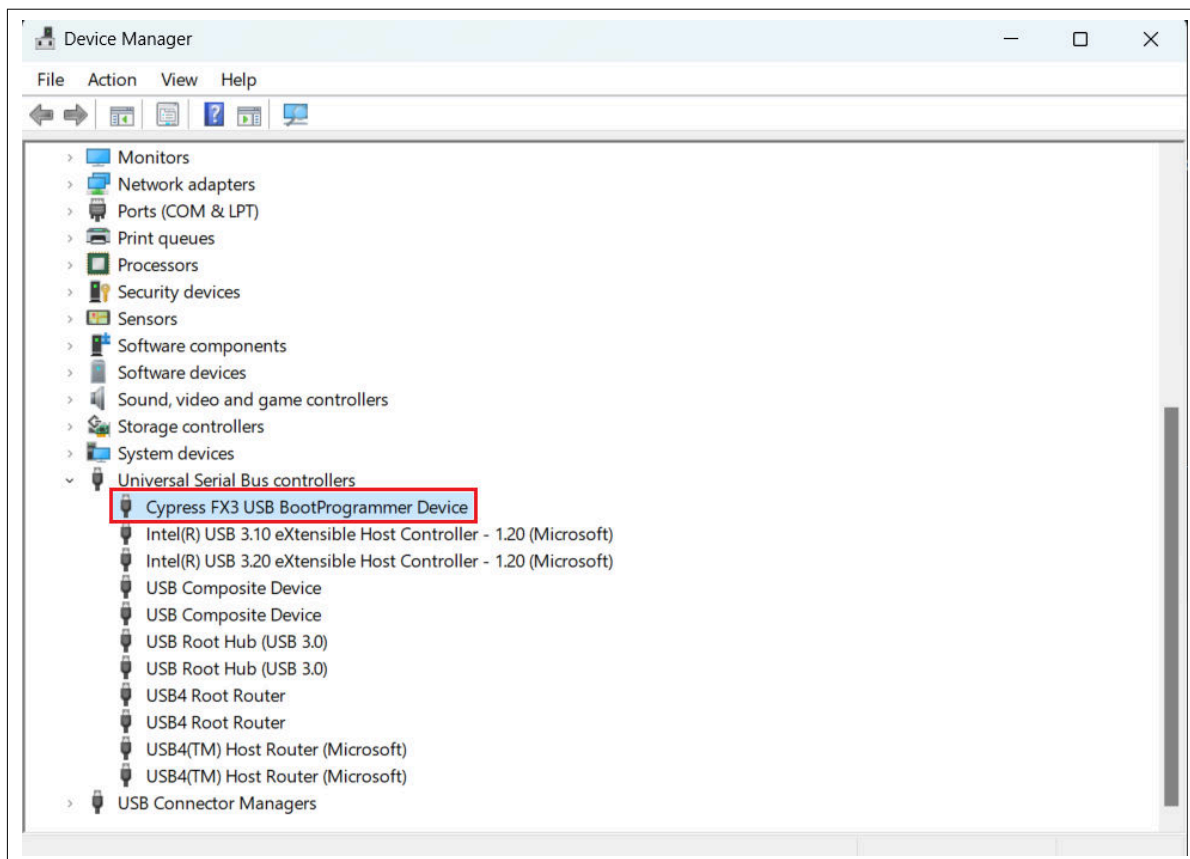 Device Manager
File Action View Help
Monitors
Network adapters
Ports (COM & LPT)
Print queues
Processors
Security devices
Sensors
Software components
Software devices
Sound, video and game controllers
Storage controllers
System devices
Universal Serial Bus controllers
Cypress FX3 USB BootProgrammer Device
Intel(R) USB 3.10 eXtensible Host Controller - 1.20 (Microsoft)
Intel(R) USB 3.20 eXtensible Host Controller - 1.20 (Microsoft)
USB Composite Device
USB Composite Device
USB Root Hub (USB 3.0)
USB Root Hub (USB 3.0)
USB4 Root Router
USB4 Root Router
USB4(TM) Host Router (Microsoft)
USB4(TM) Host Router (Microsoft)
USB Connector Managers